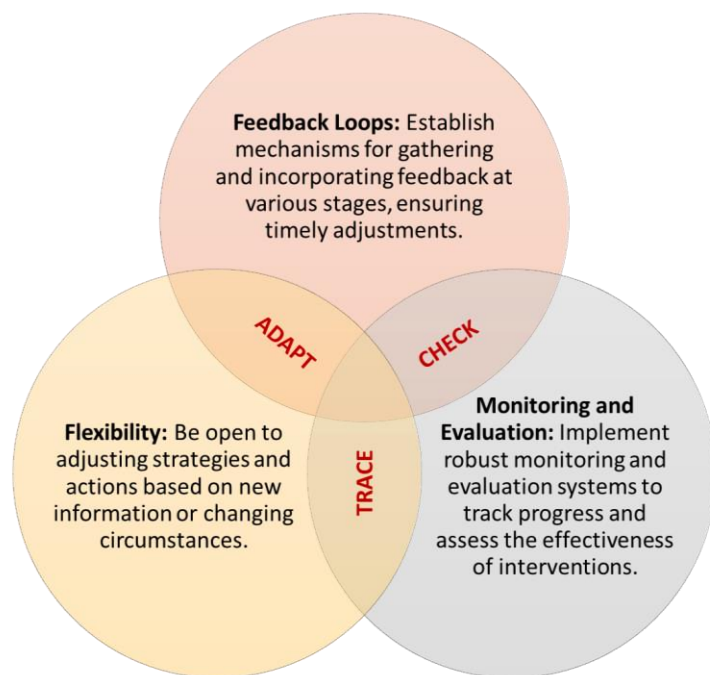 Feedback Loops: Establish
mechanisms for gathering
and incorporating feedback at
various stages, ensuring
timely adjustments.
ADAPT
CHECK
Flexibility: Be open to
adjusting strategies and
actions based on new
information or changing
circumstances.
TRACE
Monitoring and
Evaluation: Implement
robust monitoring and
evaluation systems to
track progress and
assess the effectiveness
of interventions.